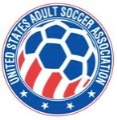 UNITED STATES ADULT SOCCER ASSOCIATION